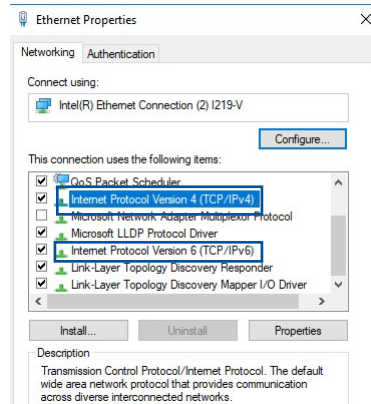 Ethernet Properties
Networking Authentication
Connect using:
Intel(R) Ethernet Connection (2) I219-V
Configure...
This connection uses the following items:
QoS Packet Scheduler
Internet Protocol Version 4 (TCP/IPv4)
Microsoft Network Adapter Multiplexor Protocol
Microsoft LLDP Protocol Driver
Internet Protocol Version 6 (TCP/IPv6)
Link-Layer Topology Discovery Responder
Link-Layer Topology Discovery Mapper I/O Driver
Install... Uninstall Properties
Description
Transmission Control Protocol/Internet Protocol. The default
wide area network protocol that provides communication
across diverse interconnected networks.